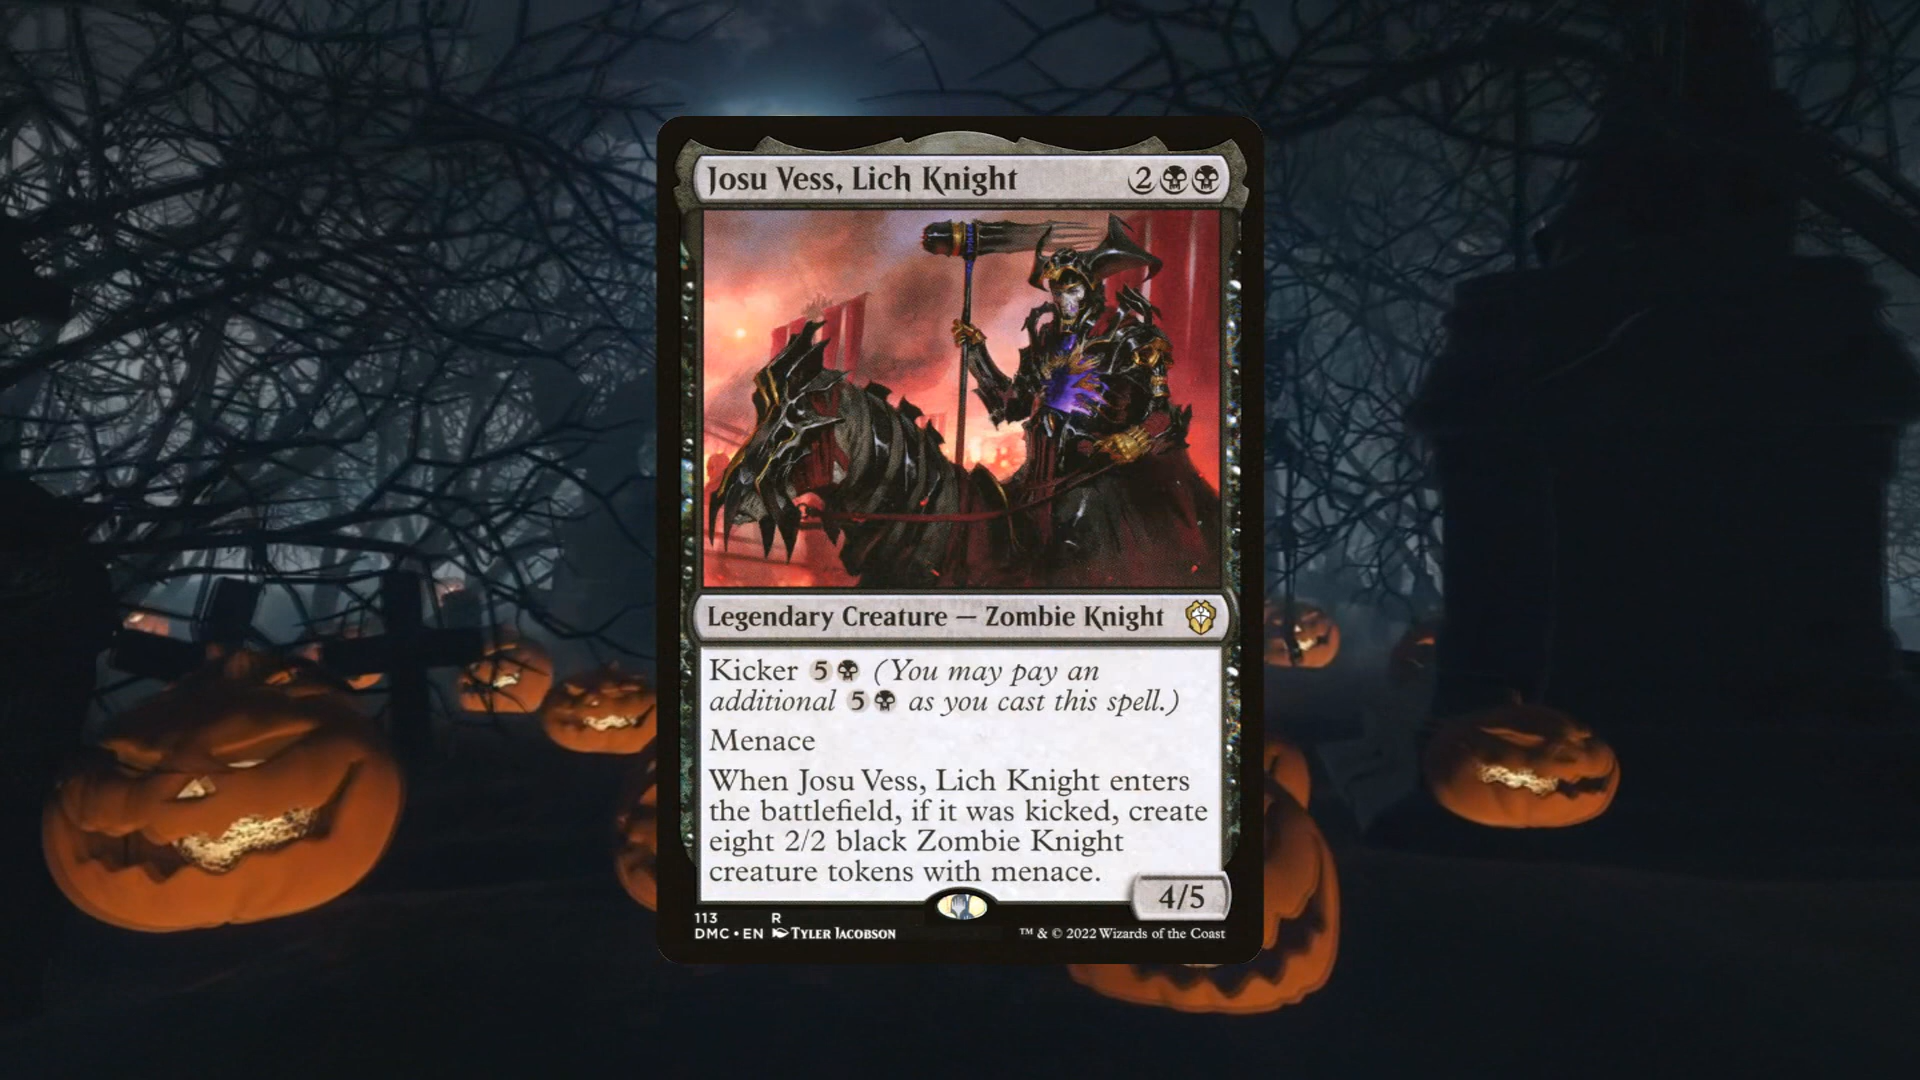 Josu Vess, Lich Knight 2
Legendary Creature — Zombie Knight
Kicker 5 (You may pay an
additional 5 as you cast this spell.)
Menace
When Josu Vess, Lich Knight enters
the battlefield, if it was kicked, create
eight 2/2 black Zombie Knight
creature tokens with menace.
4/5
113 R
DMC • EN Tyler Jacobson ™ & © 2022 Wizards of the Coast